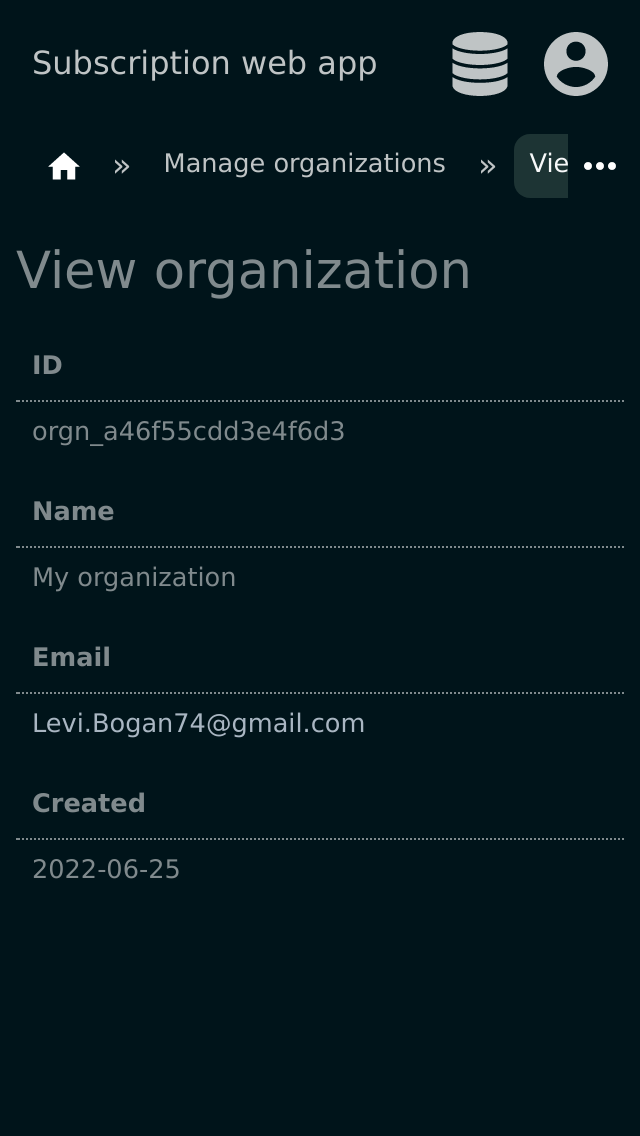 Subscription web app
» Manage organizations » Vie
View organization
ID
orgn_a46f55cdd3e4f6d3
Name
My organization
Email
Levi.Bogan74@gmail.com
Created
2022-06-25